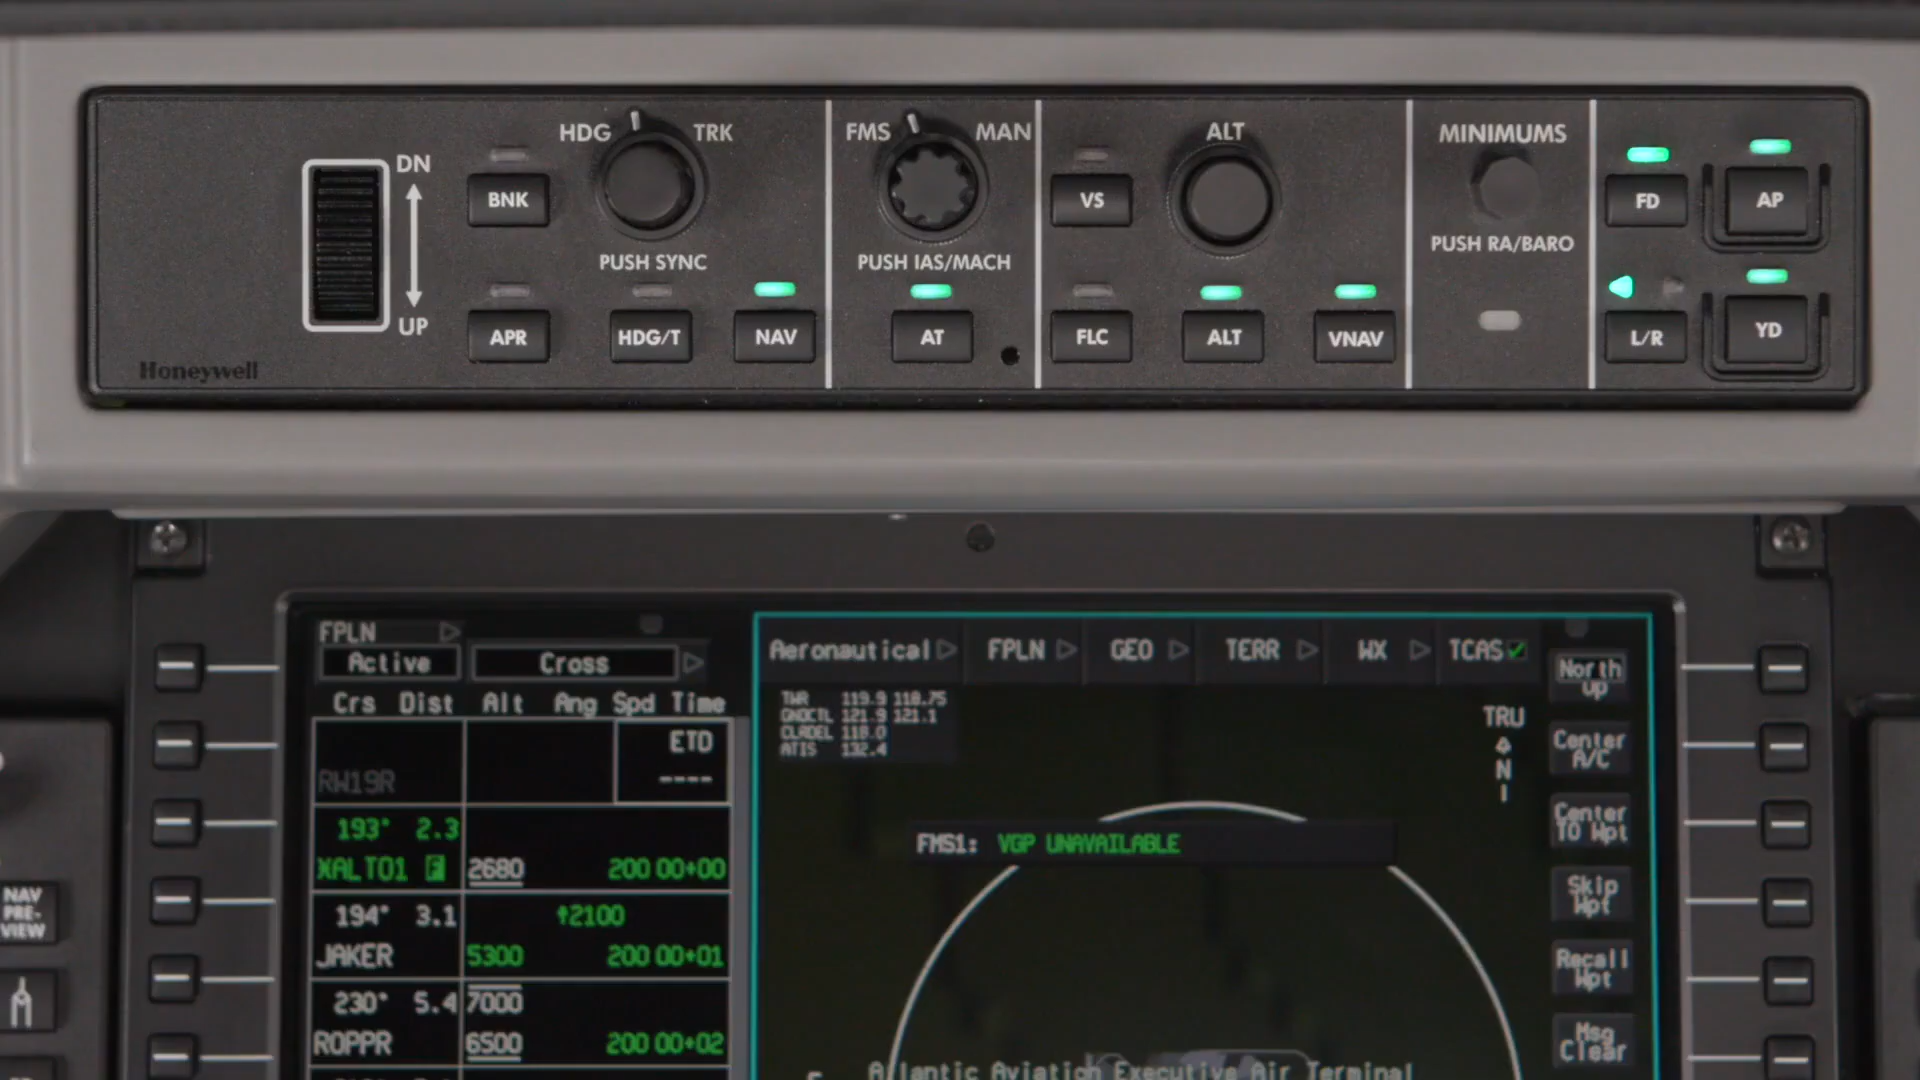 HDG TRK
FMS MAN
ALT
MINIMUMS
DN
BNK
VS
FD
AP
PUSH SYNC
PUSH IAS/MACH
PUSH RA/BARO
UP
APR
HDG/T
NAV
AT
FLC
ALT
VNAV
L/R
YD
Honeywell
FPLN
Active
Cross
Crs Dist Alt Ang Spd Time
ETD
RW19R ----
193° 2.3
XALTO1 F 2680 200 00+00
194° 3.1 ↑2100
JAKER 5300 200 00+01
230° 5.4 7000
ROPPR 6500 200 00+02
Aeronautical FPLN GEO TERR WX TCAS
TWR 119.9 118.75
GNDCTL 121.9 121.1
CLRDEL 118.0
ATIS 132.4
TRU
N
FMS1: VGP UNAVAILABLE
Atlantic Aviation Executive Air Terminal
North
Up
Center
A/C
Center
TO Wpt
Skip
Wpt
Recall
Wpt
Msg
Clear
NAV
PRE-
VIEW